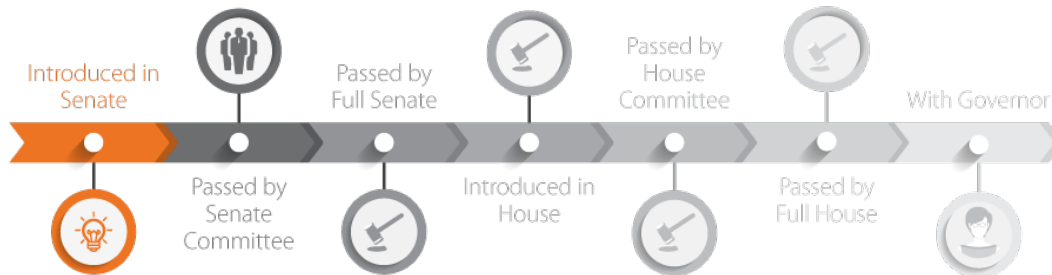 Introduced in
Senate
Passed by
Senate
Committee
Passed by
Full Senate
Introduced in
House
Passed by
House
Committee
Passed by
Full House
With Governor